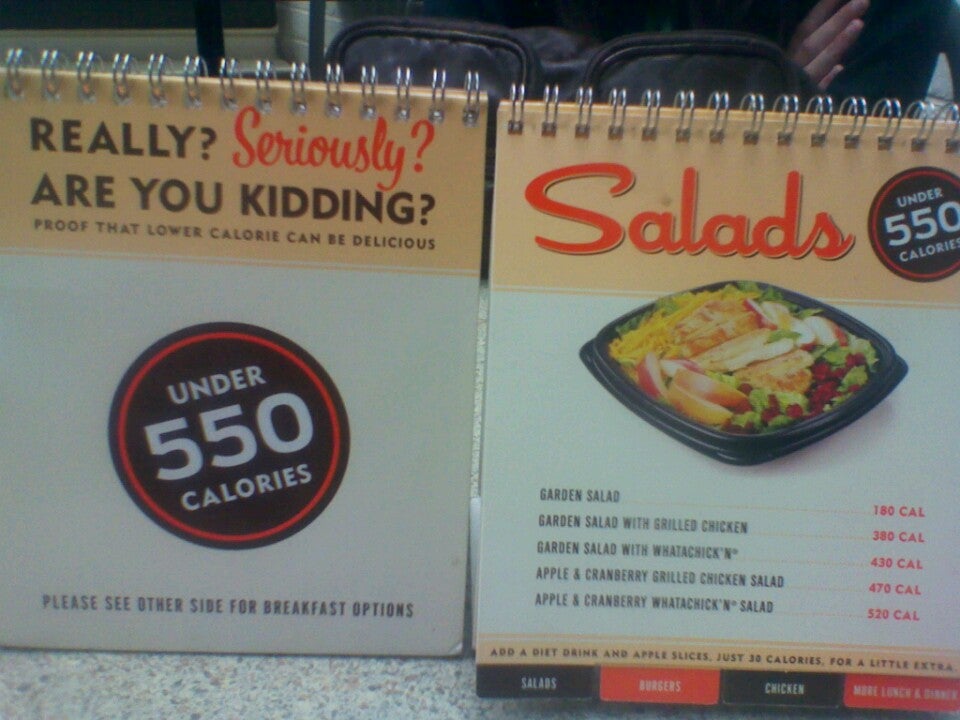 REALLY? Seriously?
ARE YOU KIDDING?
PROOF THAT LOWER CALORIE CAN BE DELICIOUS
UNDER
550
CALORIES
PLEASE SEE OTHER SIDE FOR BREAKFAST OPTIONS
Salads
UNDER
550
CALORIES
GARDEN SALAD 180 CAL
GARDEN SALAD WITH GRILLED CHICKEN 380 CAL
GARDEN SALAD WITH WHATACHICK'N® 430 CAL
APPLE & CRANBERRY GRILLED CHICKEN SALAD 470 CAL
APPLE & CRANBERRY WHATACHICK'N® SALAD 520 CAL
ADD A DIET DRINK AND APPLE SLICES, JUST 30 CALORIES, FOR A LITTLE EXTRA.
SALADS BURGERS CHICKEN MORE LUNCH & DINNER